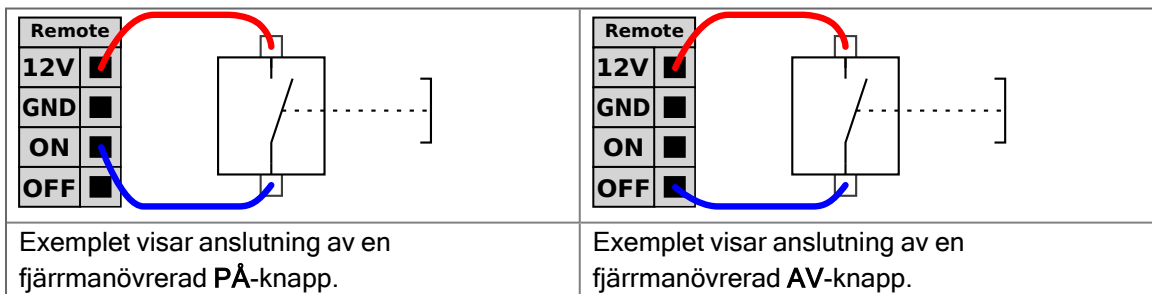 Remote
12V
GND
ON
OFF
Remote
12V
GND
ON
OFF
Exemplet visar anslutning av en
fjärrmanövrerad PÅ-knapp.
Exemplet visar anslutning av en
fjärrmanövrerad AV-knapp.